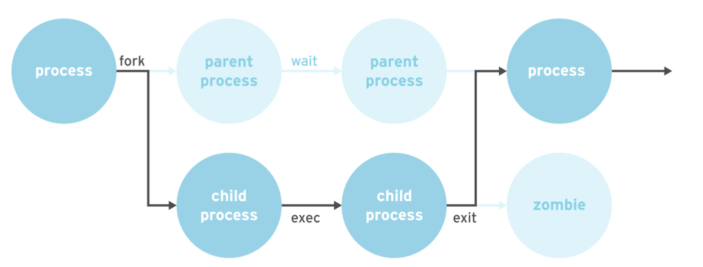 process
fork
parent
process
wait
parent
process
process
child
process
exec
child
process
exit
zombie